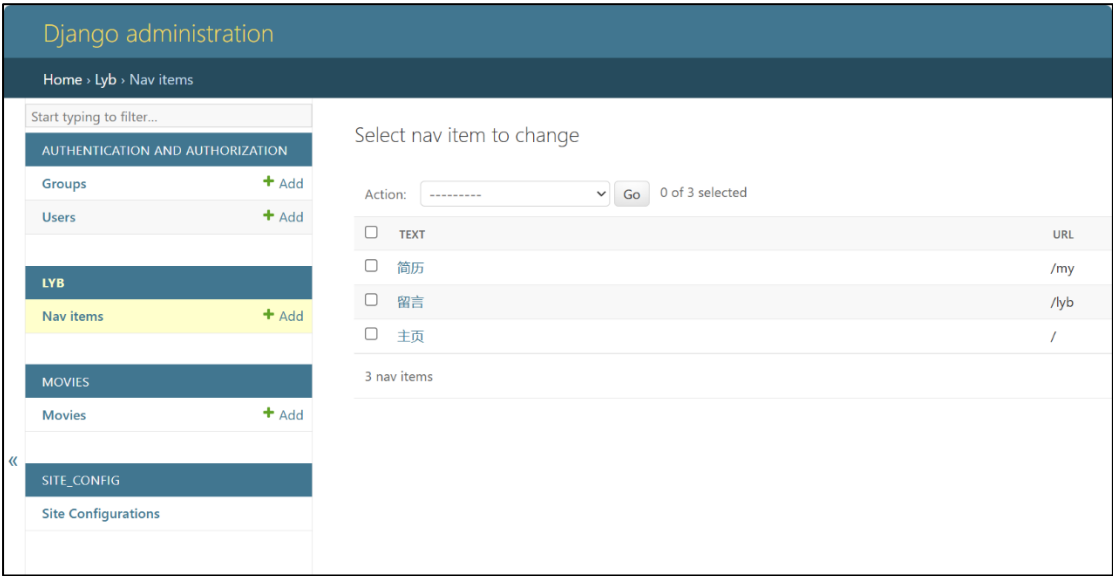 Django administration
Home › Lyb › Nav items
Start typing to filter...
AUTHENTICATION AND AUTHORIZATION
Groups + Add
Users + Add
LYB
Nav items + Add
MOVIES
Movies + Add
«
SITE_CONFIG
Site Configurations
Select nav item to change
Action: --------- Go 0 of 3 selected
TEXT URL
简历 /my
留言 /lyb
主页 /
3 nav items